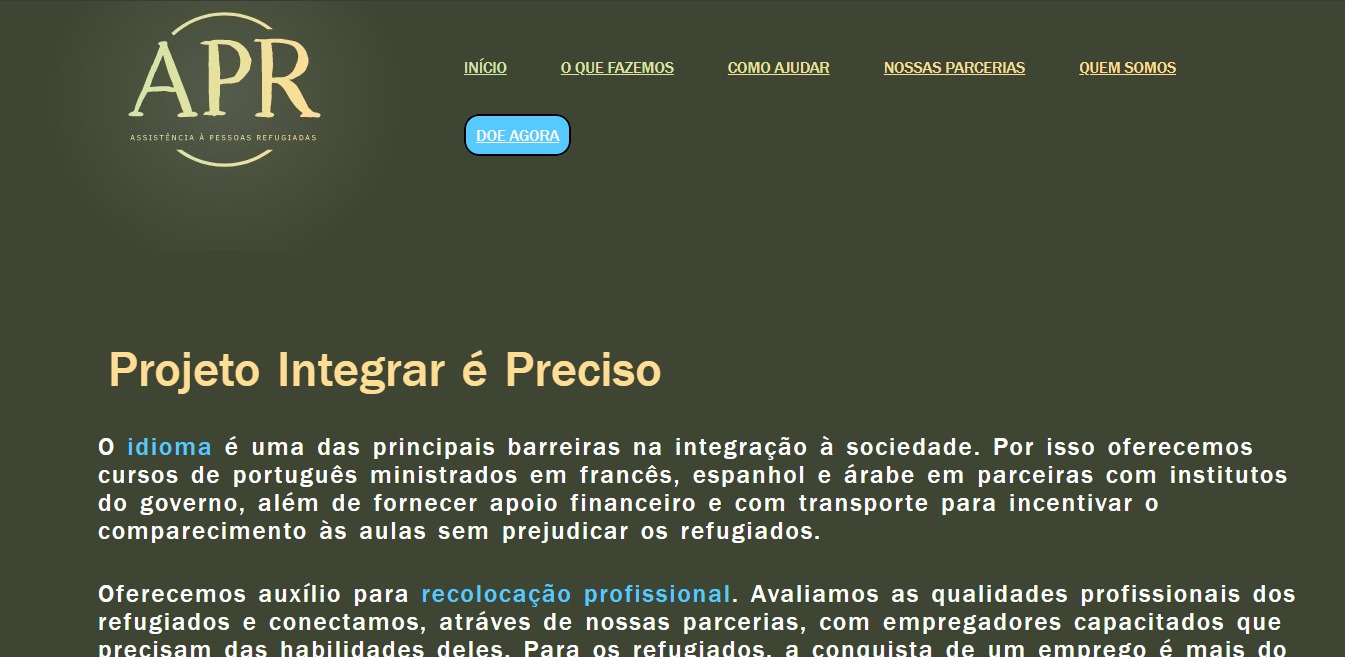 APR
ASSISTÊNCIA À PESSOAS REFUGIADAS
INÍCIO O QUE FAZEMOS COMO AJUDAR NOSSAS PARCERIAS QUEM SOMOS
DOE AGORA
Projeto Integrar é Preciso
O idioma é uma das principais barreiras na integração à sociedade. Por isso oferecemos
cursos de português ministrados em francês, espanhol e árabe em parceiras com institutos
do governo, além de fornecer apoio financeiro e com transporte para incentivar o
comparecimento às aulas sem prejudicar os refugiados.
Oferecemos auxílio para recolocação profissional. Avaliamos as qualidades profissionais dos
refugiados e conectamos, atráves de nossas parcerias, com empregadores capacitados que
precisam das habilidades deles. Para os refugiados, a conquista de um emprego é mais do